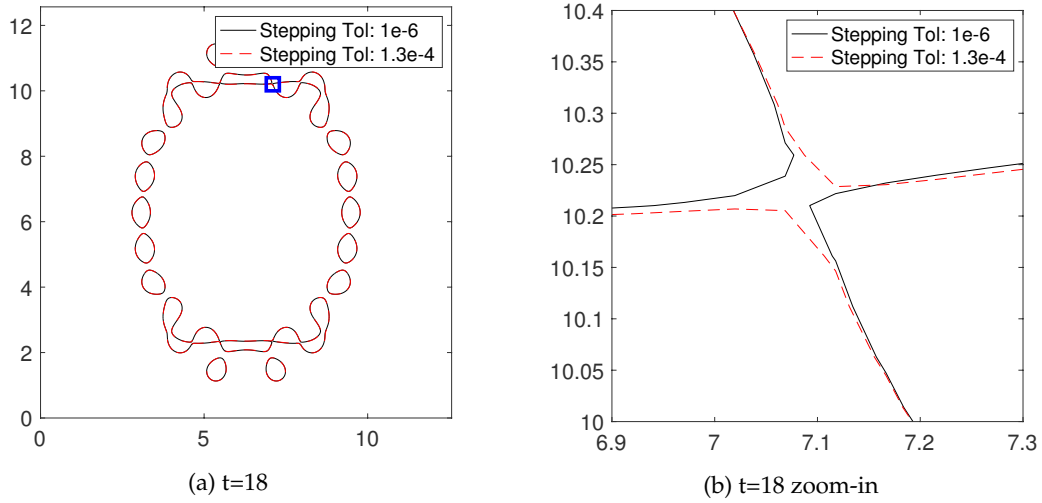 12
10
8
6
4
2
0
0 5 10
Stepping Tol: 1e-6
Stepping Tol: 1.3e-4
(a) t=18
10.4
10.35
10.3
10.25
10.2
10.15
10.1
10.05
10
6.9 7 7.1 7.2 7.3
Stepping Tol: 1e-6
Stepping Tol: 1.3e-4
(b) t=18 zoom-in